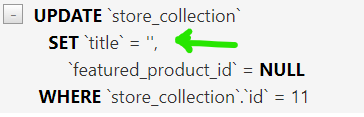 UPDATE `store_collection`
SET `title` = '',
`featured_product_id` = NULL
WHERE `store_collection`.`id` = 11